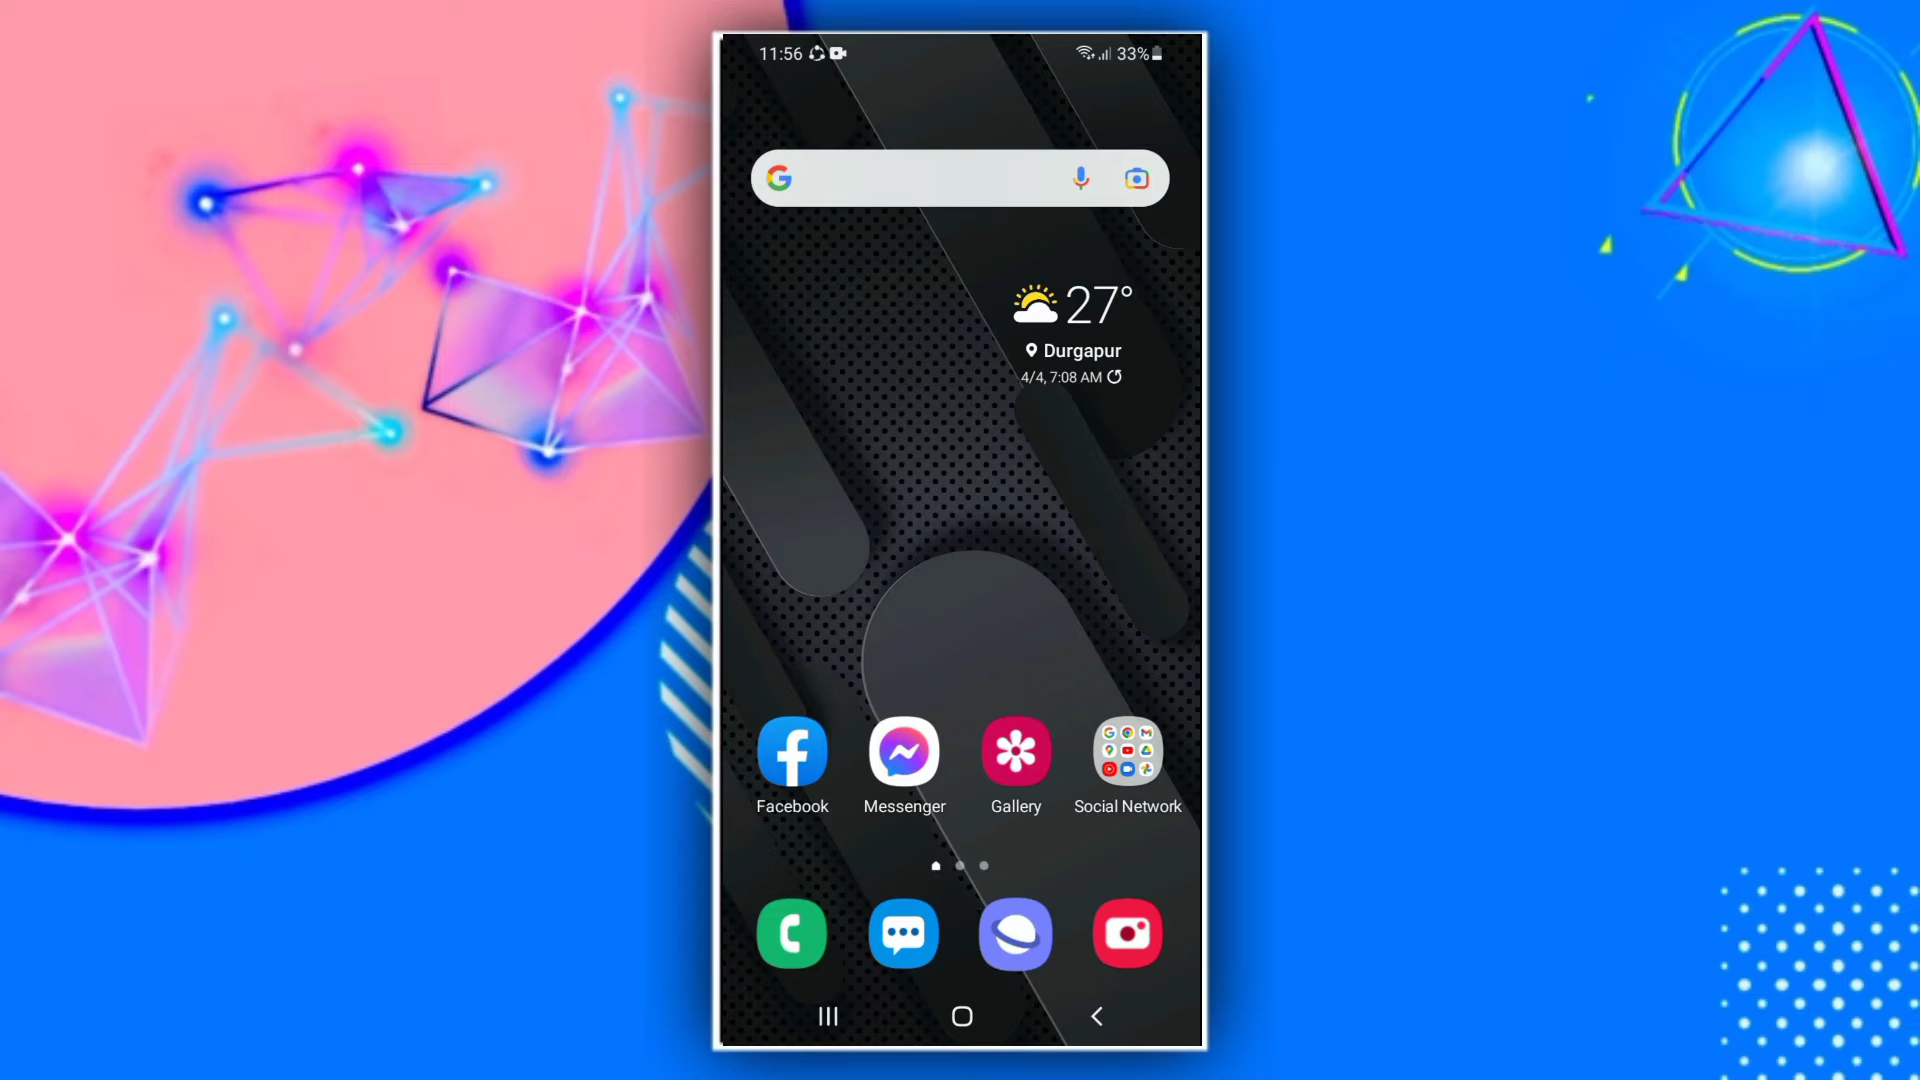 11:56
33%
27°
Durgapur
4/4, 7:08 AM
Facebook
Messenger
Gallery
Social Network